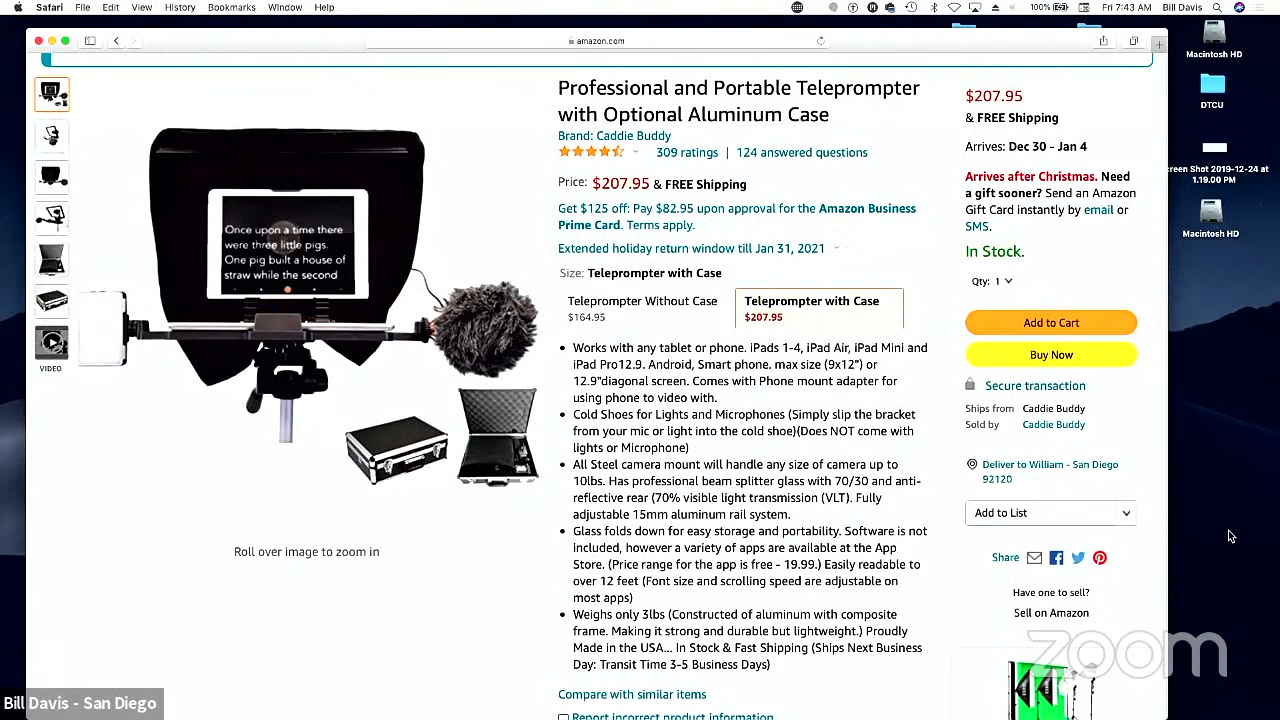 Safari File Edit View History Bookmarks Window Help
100% Fri 7:43 AM Bill Davis
amazon.com
VIDEO
Once upon a time there
were three little pigs.
One pig built a house of
straw while the second
Roll over image to zoom in
Professional and Portable Teleprompter
with Optional Aluminum Case
Brand: Caddie Buddy
309 ratings | 124 answered questions
Price: $207.95 & FREE Shipping
Get $125 off: Pay $82.95 upon approval for the Amazon Business
Prime Card. Terms apply.
Extended holiday return window till Jan 31, 2021
Size: Teleprompter with Case
Teleprompter Without Case
$164.95
Teleprompter with Case
$207.95
• Works with any tablet or phone. iPads 1-4, iPad Air, iPad Mini and
iPad Pro12.9. Android, Smart phone. max size (9x12") or
12.9"diagonal screen. Comes with Phone mount adapter for
using phone to video with.
• Cold Shoes for Lights and Microphones (Simply slip the bracket
from your mic or light into the cold shoe)(Does NOT come with
lights or Microphone)
• All Steel camera mount will handle any size of camera up to
10lbs. Has professional beam splitter glass with 70/30 and anti-
reflective rear (70% visible light transmission (VLT). Fully
adjustable 15mm aluminum rail system.
• Glass folds down for easy storage and portability. Software is not
included, however a variety of apps are available at the App
Store. (Price range for the app is free - 19.99.) Easily readable to
over 12 feet (Font size and scrolling speed are adjustable on
most apps)
• Weighs only 3lbs (Constructed of aluminum with composite
frame. Making it strong and durable but lightweight.) Proudly
Made in the USA... In Stock & Fast Shipping (Ships Next Business
Day: Transit Time 3-5 Business Days)
Compare with similar items
Report incorrect product information
$207.95
& FREE Shipping
Arrives: Dec 30 - Jan 4
Arrives after Christmas. Need
a gift sooner? Send an Amazon
Gift Card instantly by email or
SMS.
In Stock.
Qty: 1
Add to Cart
Buy Now
Secure transaction
Ships from Caddie Buddy
Sold by Caddie Buddy
Deliver to William - San Diego
92120
Add to List
Share
Have one to sell?
Sell on Amazon
Macintosh HD
DTCU
creen Shot 2019-12-24 at
1.19.00 PM
Macintosh HD
zoom
Bill Davis - San Diego